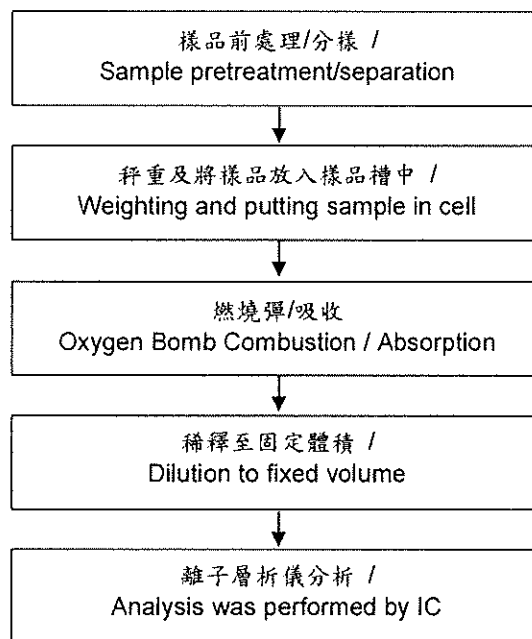 樣品前處理/分樣 /
Sample pretreatment/separation
秤重及將樣品放入樣品槽中 /
Weighting and putting sample in cell
燃燒彈/吸收
Oxygen Bomb Combustion / Absorption
稀釋至固定體積 /
Dilution to fixed volume
離子層析儀分析 /
Analysis was performed by IC